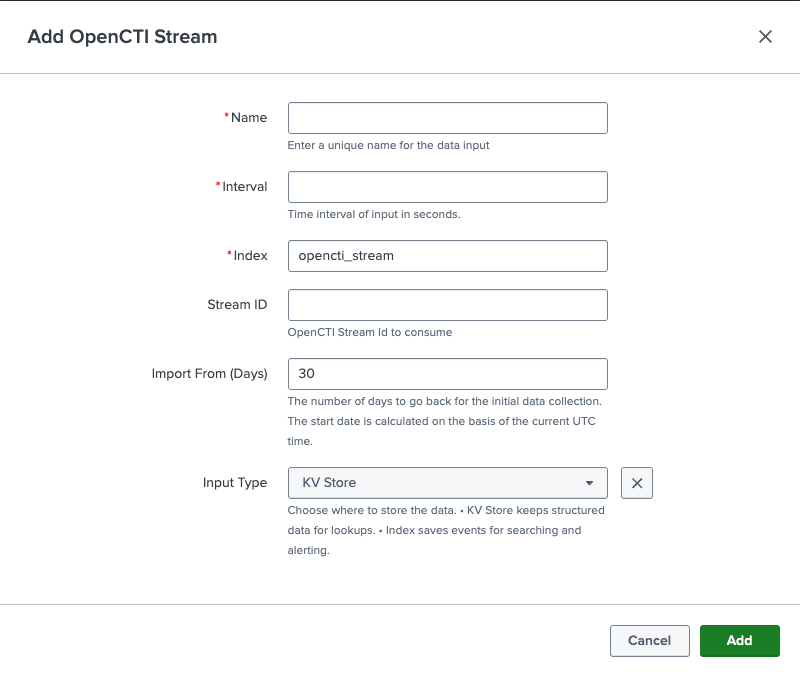 Add OpenCTI Stream
*Name
Enter a unique name for the data input
*Interval
Time interval of input in seconds.
*Index
opencti_stream
Stream ID
OpenCTI Stream Id to consume
Import From (Days)
30
The number of days to go back for the initial data collection.
The start date is calculated on the basis of the current UTC
time.
Input Type
KV Store
Choose where to store the data. • KV Store keeps structured
data for lookups. • Index saves events for searching and
alerting.
Cancel
Add